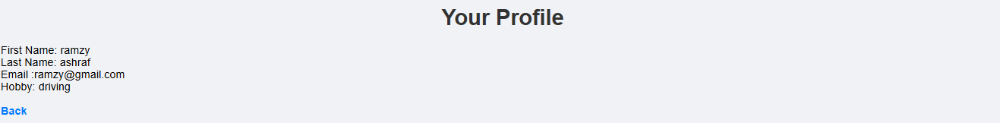 Your Profile
First Name: ramzy
Last Name: ashraf
Email :ramzy@gmail.com
Hobby: driving
Back